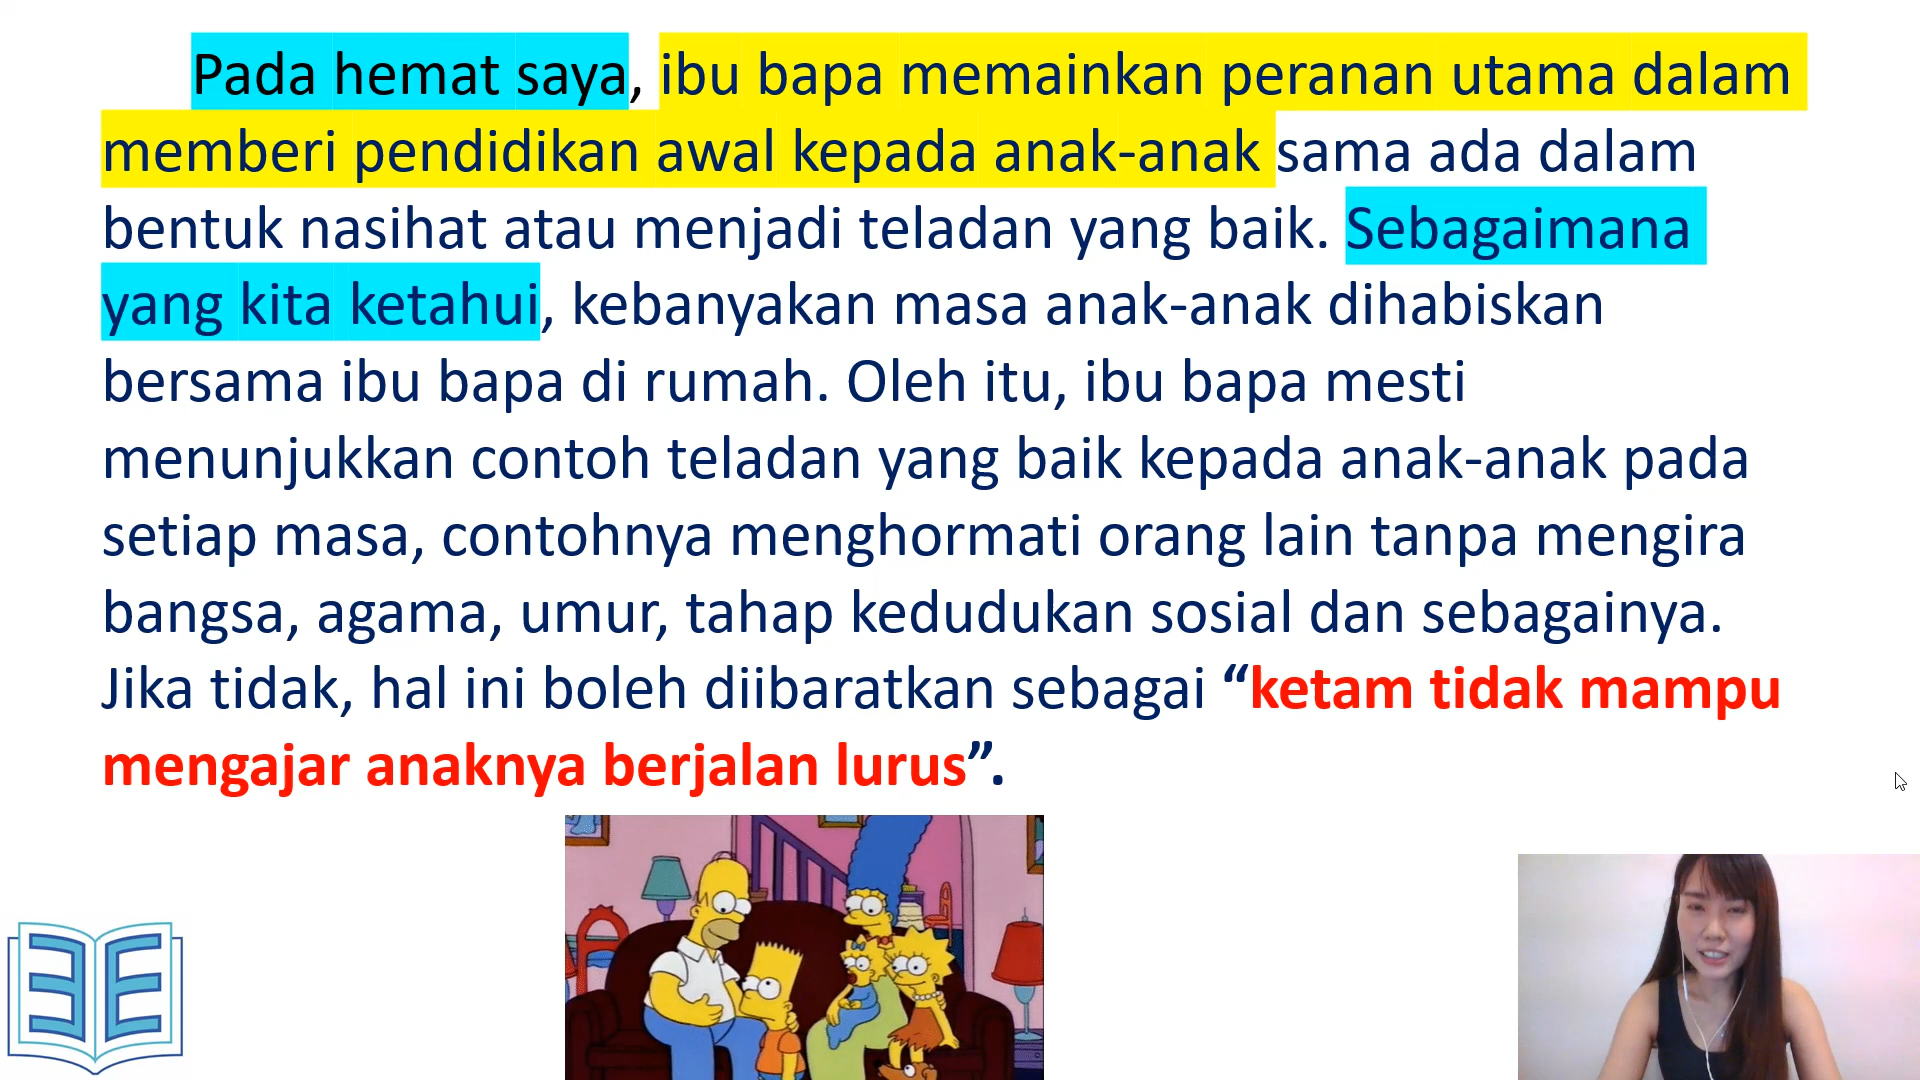 Pada hemat saya, ibu bapa memainkan peranan utama dalam
memberi pendidikan awal kepada anak-anak sama ada dalam
bentuk nasihat atau menjadi teladan yang baik. Sebagaimana
yang kita ketahui, kebanyakan masa anak-anak dihabiskan
bersama ibu bapa di rumah. Oleh itu, ibu bapa mesti
menunjukkan contoh teladan yang baik kepada anak-anak pada
setiap masa, contohnya menghormati orang lain tanpa mengira
bangsa, agama, umur, tahap kedudukan sosial dan sebagainya.
Jika tidak, hal ini boleh diibaratkan sebagai “ketam tidak mampu
mengajar anaknya berjalan lurus”.